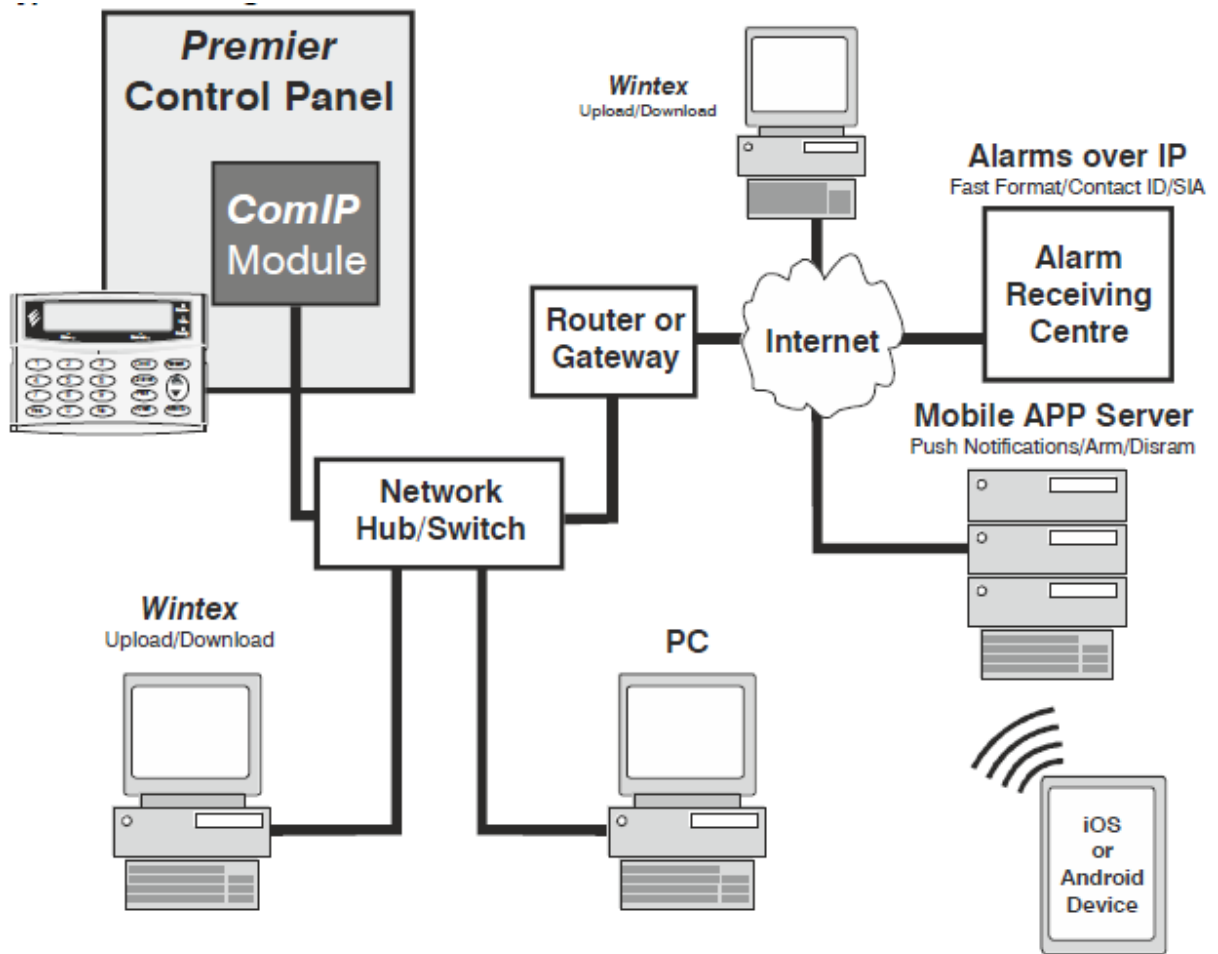 Premier
Control Panel
ComIP
Module
Wintex
Upload/Download
Alarms over IP
Fast Format/Contact ID/SIA
Alarm
Receiving
Centre
Router or
Gateway
Internet
Mobile APP Server
Push Notifications/Arm/Disram
Network
Hub/Switch
Wintex
Upload/Download
PC
iOS
or
Android
Device